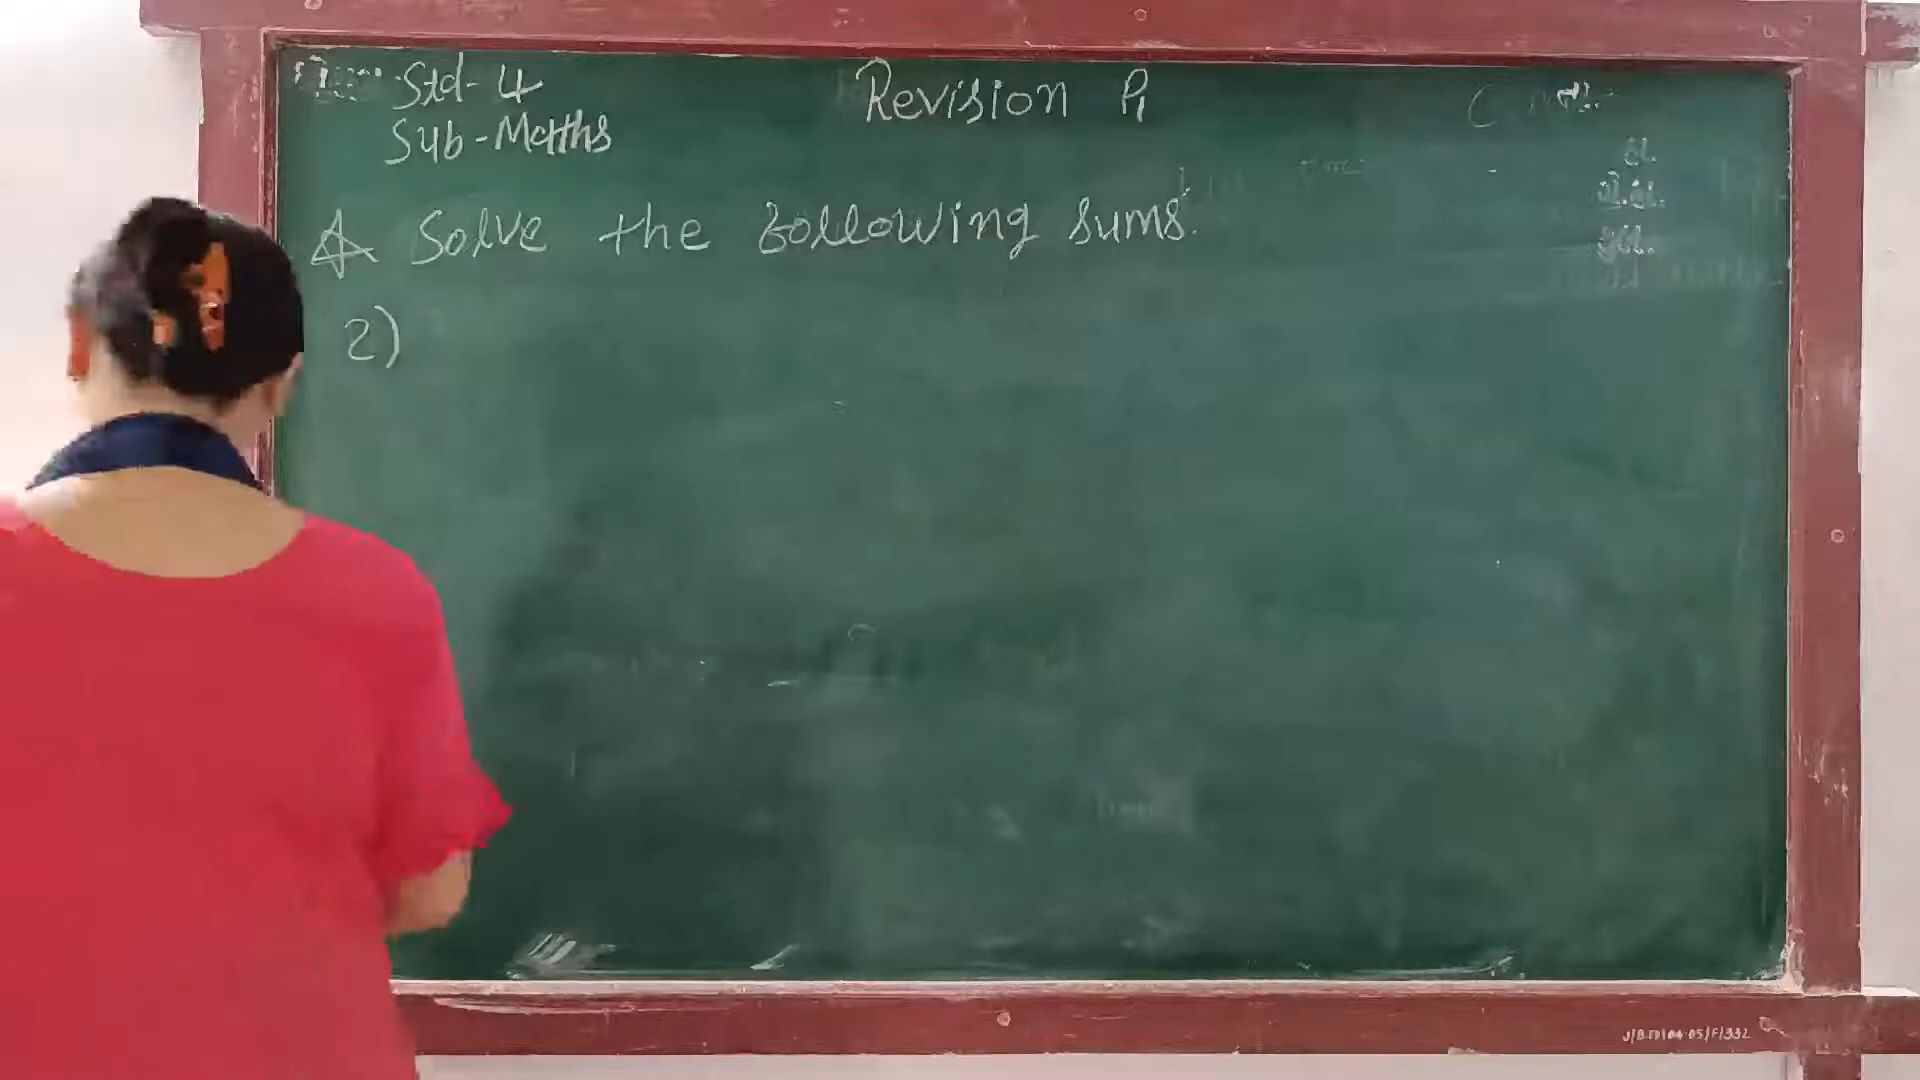 Std-4
Sub-Maths
Revision P1
Solve the following sums.
2)